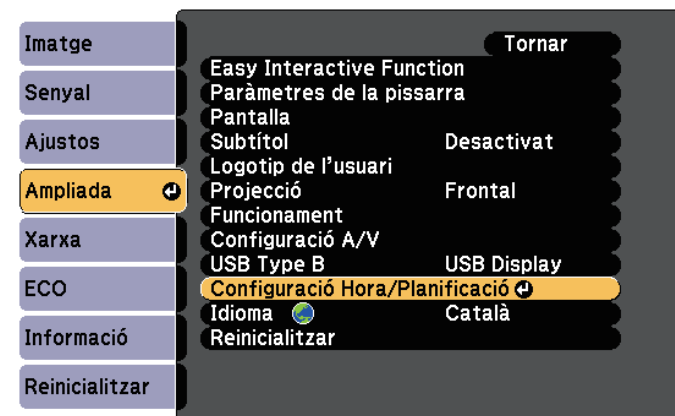 Imatge
Senyal
Ajustos
Ampliada
Xarxa
ECO
Informació
Reinicialitzar
Tornar
Easy Interactive Function
Paràmetres de la pissarra
Pantalla
Subtítol Desactivat
Logotip de l'usuari
Projecció Frontal
Funcionament
Configuració A/V
USB Type B USB Display
Configuració Hora/Planificació
Idioma Català
Reinicialitzar